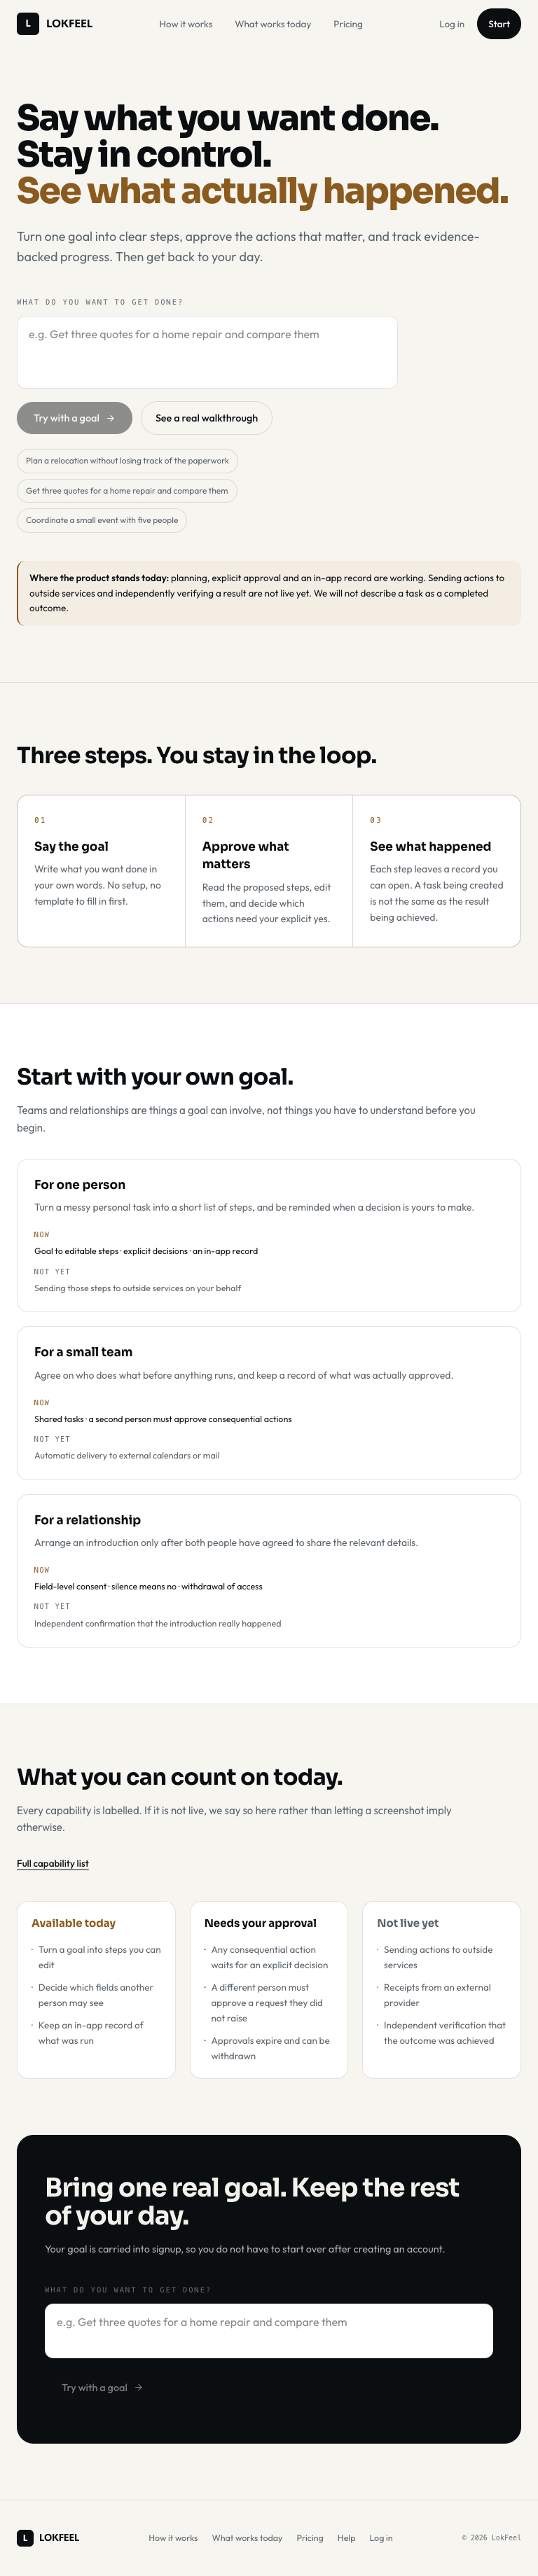 L LOKFEEL How it works What works today Pricing Log in Start
Say what you want done.
Stay in control.
See what actually happened.
Turn one goal into clear steps, approve the actions that matter, and track evidence-
backed progress. Then get back to your day.
WHAT DO YOU WANT TO GET DONE?
e.g. Get three quotes for a home repair and compare them
Try with a goal → See a real walkthrough
Plan a relocation without losing track of the paperwork
Get three quotes for a home repair and compare them
Coordinate a small event with five people
Where the product stands today: planning, explicit approval and an in-app record are working. Sending actions to
outside services and independently verifying a result are not live yet. We will not describe a task as a completed
outcome.
Three steps. You stay in the loop.
01
Say the goal
Write what you want done in
your own words. No setup, no
template to fill in first.
02
Approve what
matters
Read the proposed steps, edit
them, and decide which
actions need your explicit yes.
03
See what happened
Each step leaves a record you
can open. A task being created
is not the same as the result
being achieved.
Start with your own goal.
Teams and relationships are things a goal can involve, not things you have to understand before you
begin.
For one person
Turn a messy personal task into a short list of steps, and be reminded when a decision is yours to make.
NOW
Goal to editable steps · explicit decisions · an in-app record
NOT YET
Sending those steps to outside services on your behalf
For a small team
Agree on who does what before anything runs, and keep a record of what was actually approved.
NOW
Shared tasks · a second person must approve consequential actions
NOT YET
Automatic delivery to external calendars or mail
For a relationship
Arrange an introduction only after both people have agreed to share the relevant details.
NOW
Field-level consent · silence means no · withdrawal of access
NOT YET
Independent confirmation that the introduction really happened
What you can count on today.
Every capability is labelled. If it is not live, we say so here rather than letting a screenshot imply
otherwise.
Full capability list
Available today
· Turn a goal into steps you can
edit
· Decide which fields another
person may see
· Keep an in-app record of
what was run
Needs your approval
· Any consequential action
waits for an explicit decision
· A different person must
approve a request they did
not raise
· Approvals expire and can be
withdrawn
Not live yet
· Sending actions to outside
services
· Receipts from an external
provider
· Independent verification that
the outcome was achieved
Bring one real goal. Keep the rest
of your day.
Your goal is carried into signup, so you do not have to start over after creating an account.
WHAT DO YOU WANT TO GET DONE?
e.g. Get three quotes for a home repair and compare them
Try with a goal →
L LOKFEEL How it works What works today Pricing Help Log in © 2026 LokFeel